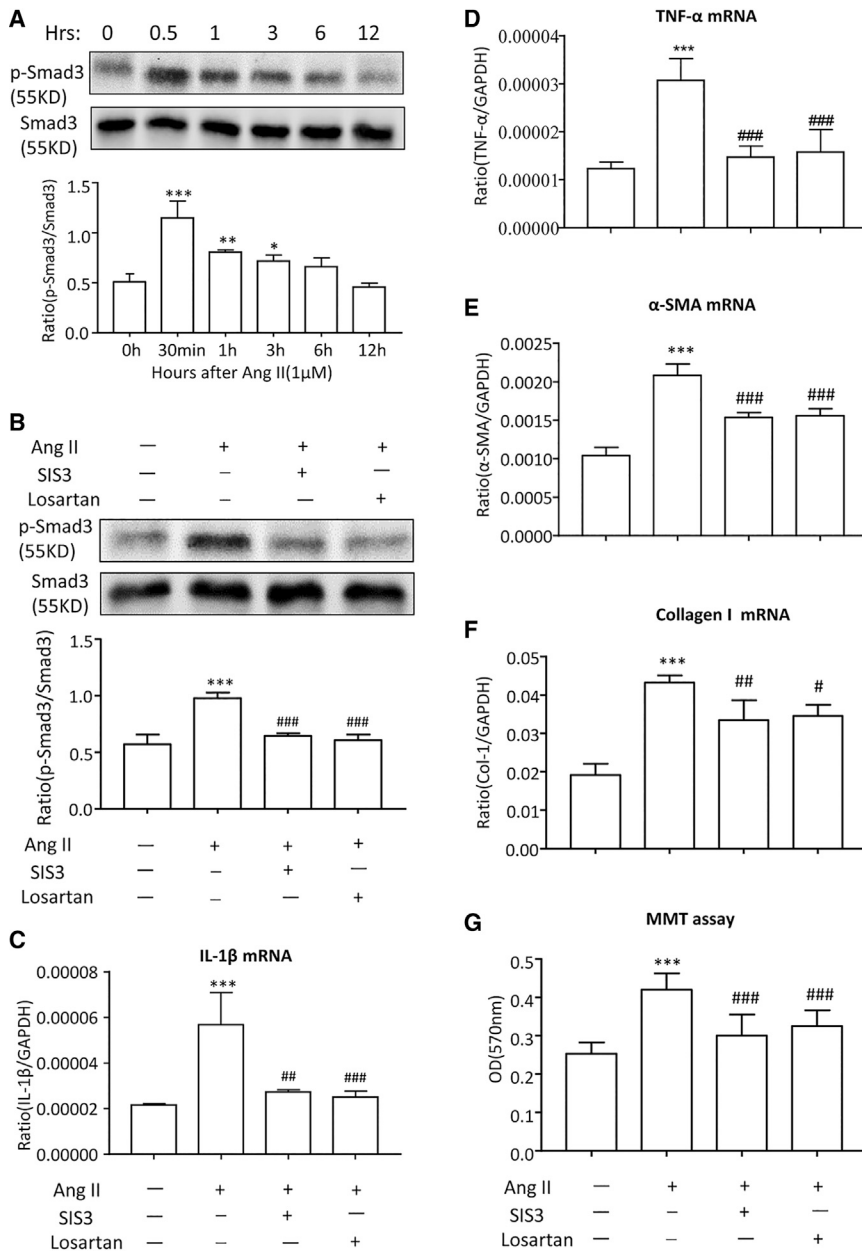 A
Hrs: 0 0.5 1 3 6 12
p-Smad3
(55KD)
Smad3
(55KD)
Ratio(p-Smad3/Smad3)
1.5
1.0
0.5
0.0
*** ** *
0h 30min 1h 3h 6h 12h
Hours after Ang II(1μM)
B
Ang II — + + +
SIS3 — – + —
Losartan — – — +
p-Smad3
(55KD)
Smad3
(55KD)
Ratio(p-Smad3/Smad3)
1.5
1.0
0.5
0.0
*** ### ###
Ang II — + + +
SIS3 — – + —
Losartan — – — +
C
IL-1β mRNA
Ratio(IL-1β/GAPDH)
0.00008
0.00006
0.00004
0.00002
0.00000
*** ## ###
Ang II — + + +
SIS3 — – + —
Losartan — – — +
D
TNF-α mRNA
Ratio(TNF-α/GAPDH)
0.00004
0.00003
0.00002
0.00001
0.00000
*** ### ###
E
α-SMA mRNA
Ratio(α-SMA/GAPDH)
0.0025
0.0020
0.0015
0.0010
0.0005
0.0000
*** ### ###
F
Collagen I mRNA
Ratio(Col-1/GAPDH)
0.05
0.04
0.03
0.02
0.01
0.00
*** ## #
G
MMT assay
OD(570nm)
0.5
0.4
0.3
0.2
0.1
0.0
*** ### ###
Ang II — + + +
SIS3 — – + —
Losartan — – — +